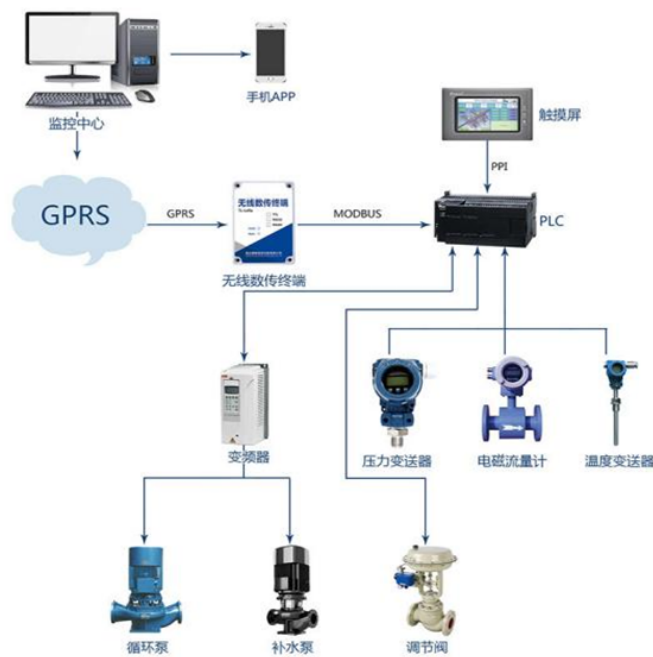 监控中心
手机APP
触摸屏
PPI
GPRS
GPRS
无线数传终端
MODBUS
PLC
无线数传终端
变频器
压力变送器
电磁流量计
温度变送器
循环泵
补水泵
调节阀